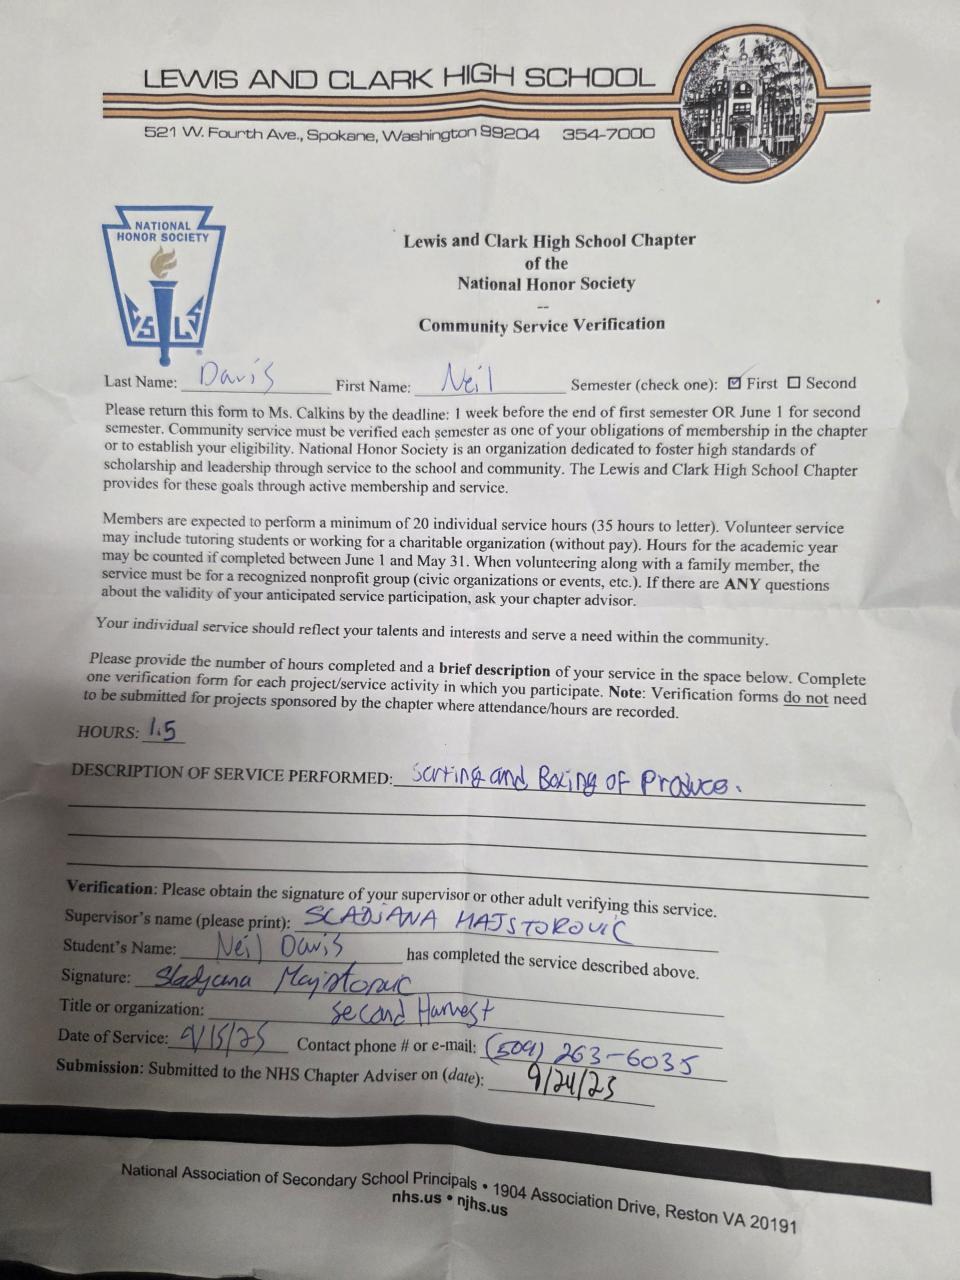 LEWIS AND CLARK HIGH SCHOOL
521 W. Fourth Ave., Spokane, Washington 99204 354-7000
NATIONAL
HONOR SOCIETY
Lewis and Clark High School Chapter
of the
National Honor Society
--
Community Service Verification
Last Name: Davis First Name: Neil Semester (check one): ☑ First ☐ Second
Please return this form to Ms. Calkins by the deadline: 1 week before the end of first semester OR June 1 for second
semester. Community service must be verified each semester as one of your obligations of membership in the chapter
or to establish your eligibility. National Honor Society is an organization dedicated to foster high standards of
scholarship and leadership through service to the school and community. The Lewis and Clark High School Chapter
provides for these goals through active membership and service.
Members are expected to perform a minimum of 20 individual service hours (35 hours to letter). Volunteer service
may include tutoring students or working for a charitable organization (without pay). Hours for the academic year
may be counted if completed between June 1 and May 31. When volunteering along with a family member, the
service must be for a recognized nonprofit group (civic organizations or events, etc.). If there are ANY questions
about the validity of your anticipated service participation, ask your chapter advisor.
Your individual service should reflect your talents and interests and serve a need within the community.
Please provide the number of hours completed and a brief description of your service in the space below. Complete
one verification form for each project/service activity in which you participate. Note: Verification forms do not need
to be submitted for projects sponsored by the chapter where attendance/hours are recorded.
HOURS: 1.5
DESCRIPTION OF SERVICE PERFORMED: Sorting and Boxing of Produce.
Verification: Please obtain the signature of your supervisor or other adult verifying this service.
Supervisor's name (please print): SLADJANA MAJSTOROVIC
Student's Name: Neil Davis has completed the service described above.
Signature: Sladjana Majstorovic
Title or organization: Second Harvest
Date of Service: 9/15/25 Contact phone # or e-mail: (509) 263-6035
Submission: Submitted to the NHS Chapter Adviser on (date): 9/24/25
National Association of Secondary School Principals • 1904 Association Drive, Reston VA 20191
nhs.us • njhs.us